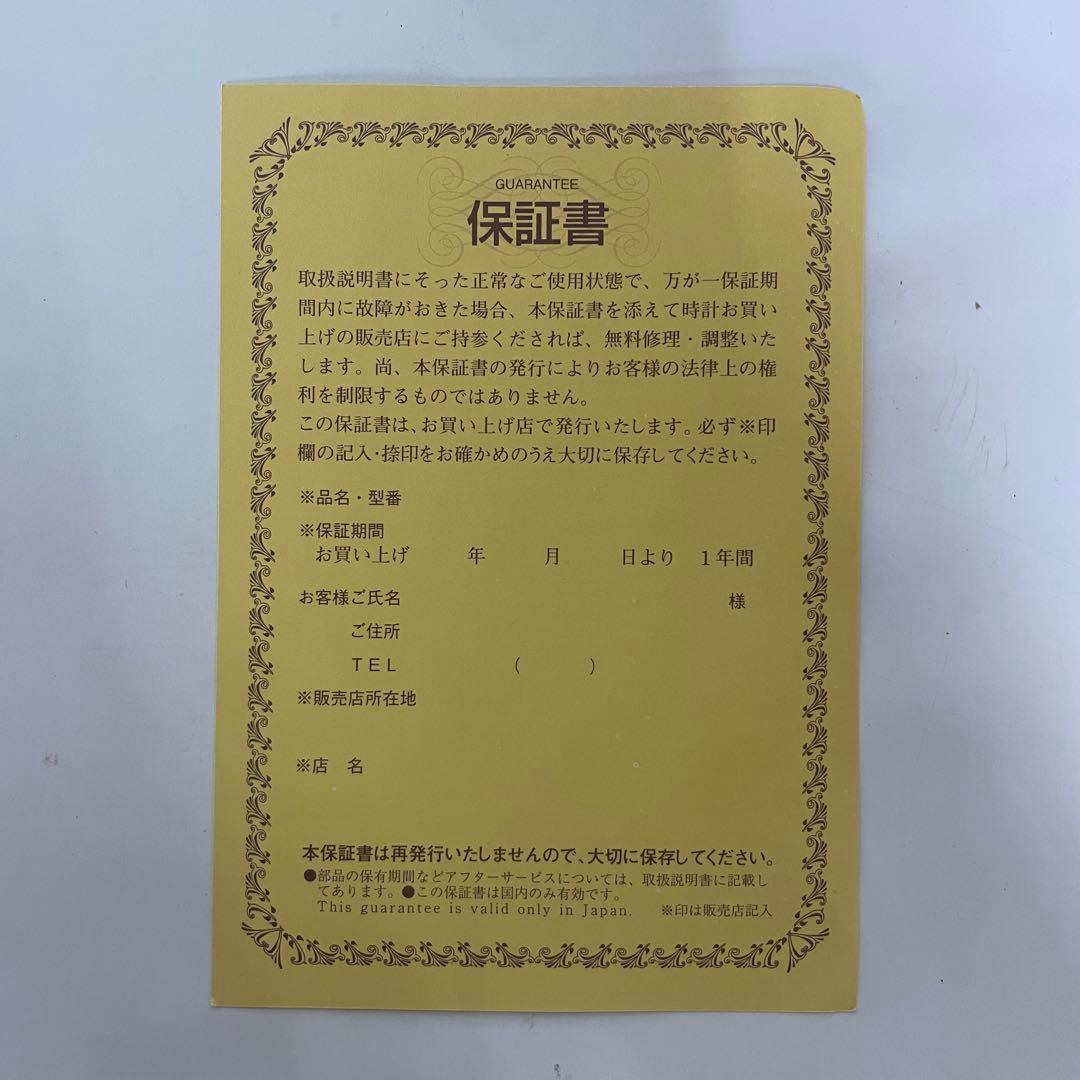 GUARANTEE
保証書
取扱説明書にそった正常なご使用状態で、万が一保証期
間内に故障がおきた場合、本保証書を添えて時計お買い
上げの販売店にご持参くだされば、無料修理・調整いた
します。尚、本保証書の発行によりお客様の法律上の権
利を制限するものではありません。
この保証書は、お買い上げ店で発行いたします。必ず※印
欄の記入・捺印をお確かめのうえ大切に保存してください。
※品名・型番
※保証期間
お買い上げ 年 月 日より 1年間
お客様ご氏名 様
ご住所
TEL ( )
※販売店所在地
※店 名
本保証書は再発行いたしませんので、大切に保存してください。
●部品の保有期間などアフターサービスについては、取扱説明書に記載し
てあります。●この保証書は国内のみ有効です。
This guarantee is valid only in Japan. ※印は販売店記入